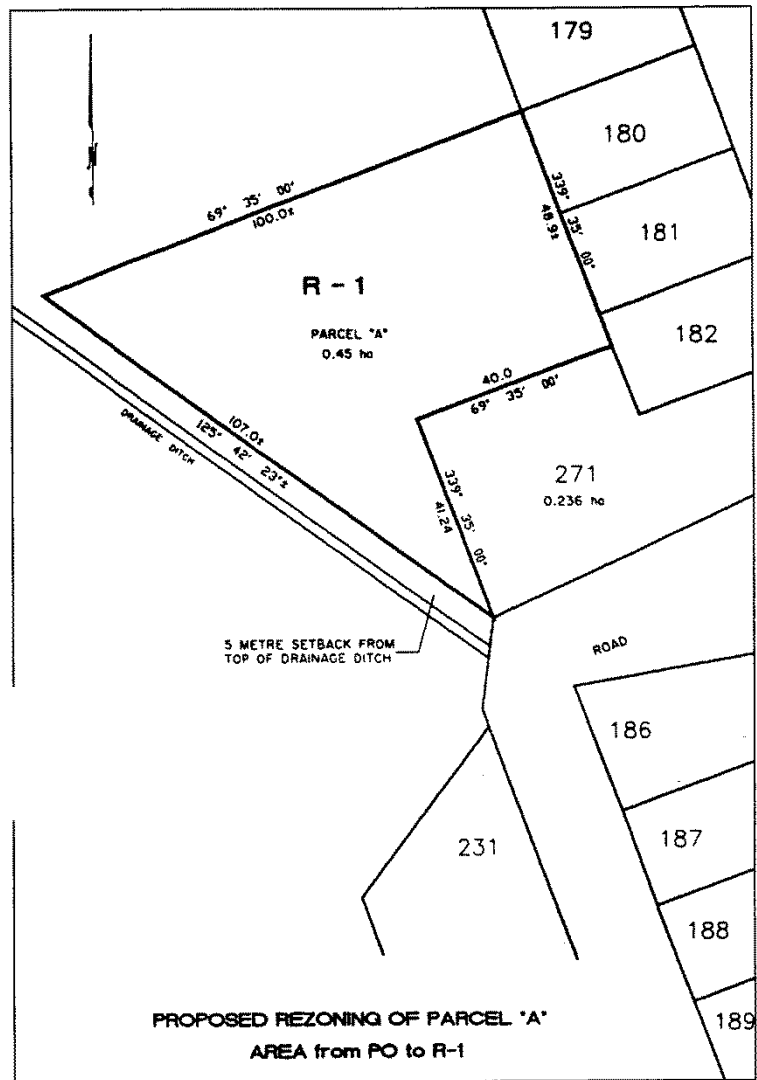 179
180
69° 35' 00"
100.0±
339° 35' 00"
48.9±
181
R - 1
PARCEL "A"
0.45 ha
182
40.0
69° 35' 00"
107.0±
125° 42' 23"±
DRAINAGE DITCH
339° 35' 00"
41.24
271
0.236 ha
5 METRE SETBACK FROM
TOP OF DRAINAGE DITCH
ROAD
186
231
187
188
189
PROPOSED REZONING OF PARCEL "A"
AREA from PO to R-1